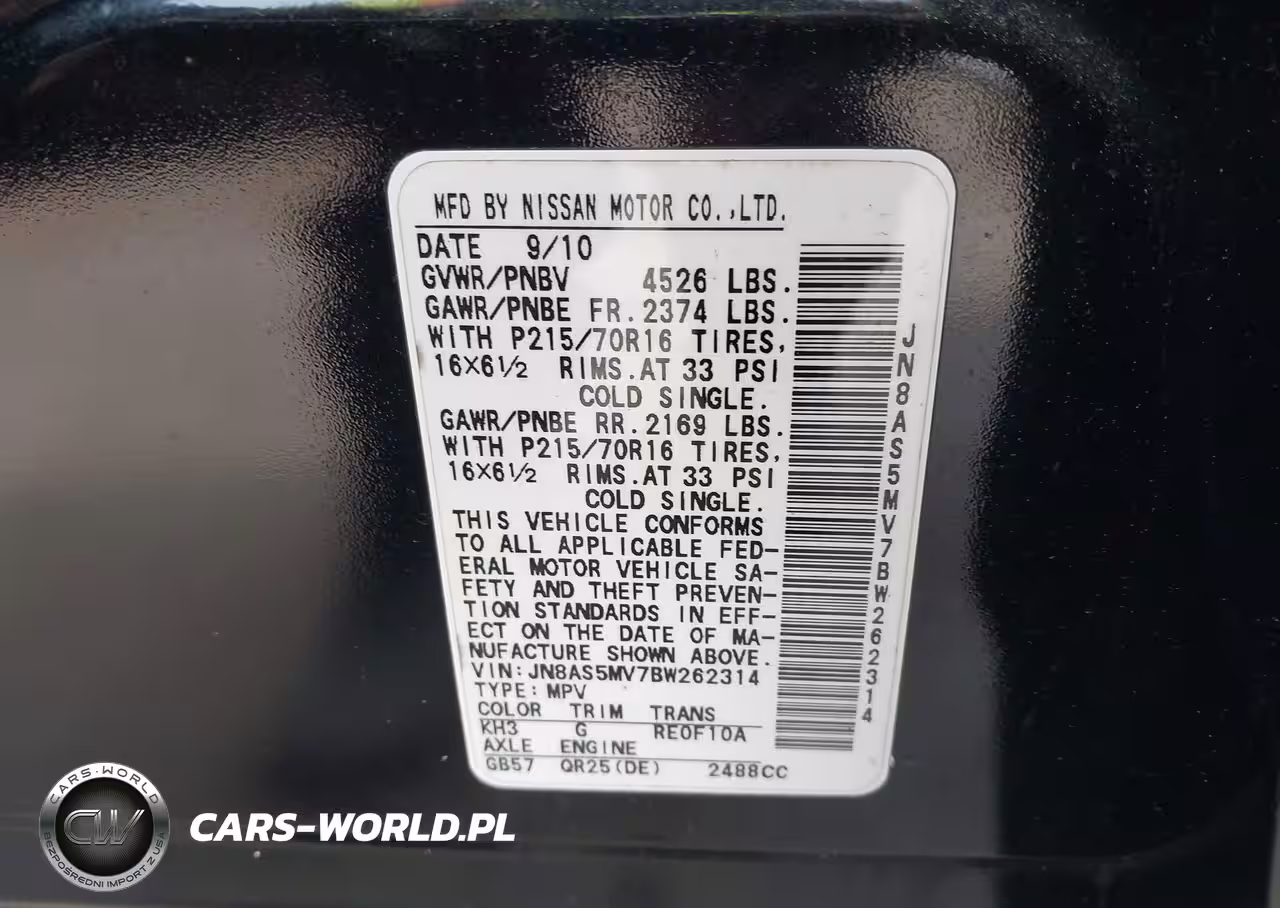 MFD BY NISSAN MOTOR CO.,LTD.
DATE 9/10
GVWR/PNBV 4526 LBS.
GAWR/PNBE FR.2374 LBS.
WITH P215/70R16 TIRES,
16X6½ RIMS.AT 33 PSI
COLD SINGLE.
GAWR/PNBE RR.2169 LBS.
WITH P215/70R16 TIRES,
16X6½ RIMS.AT 33 PSI
COLD SINGLE.
THIS VEHICLE CONFORMS
TO ALL APPLICABLE FED-
ERAL MOTOR VEHICLE SA-
FETY AND THEFT PREVEN-
TION STANDARDS IN EFF-
ECT ON THE DATE OF MA-
NUFACTURE SHOWN ABOVE.
VIN:JN8AS5MV7BW262314
TYPE:MPV
COLOR TRIM TRANS
KH3 G RE0F10A
AXLE ENGINE
GB57 QR25(DE) 2488CC
JN8AS5MV7BW262314
CARS-WORLD
CW
BEZPOŚREDNI IMPORT Z USA
CARS-WORLD.PL